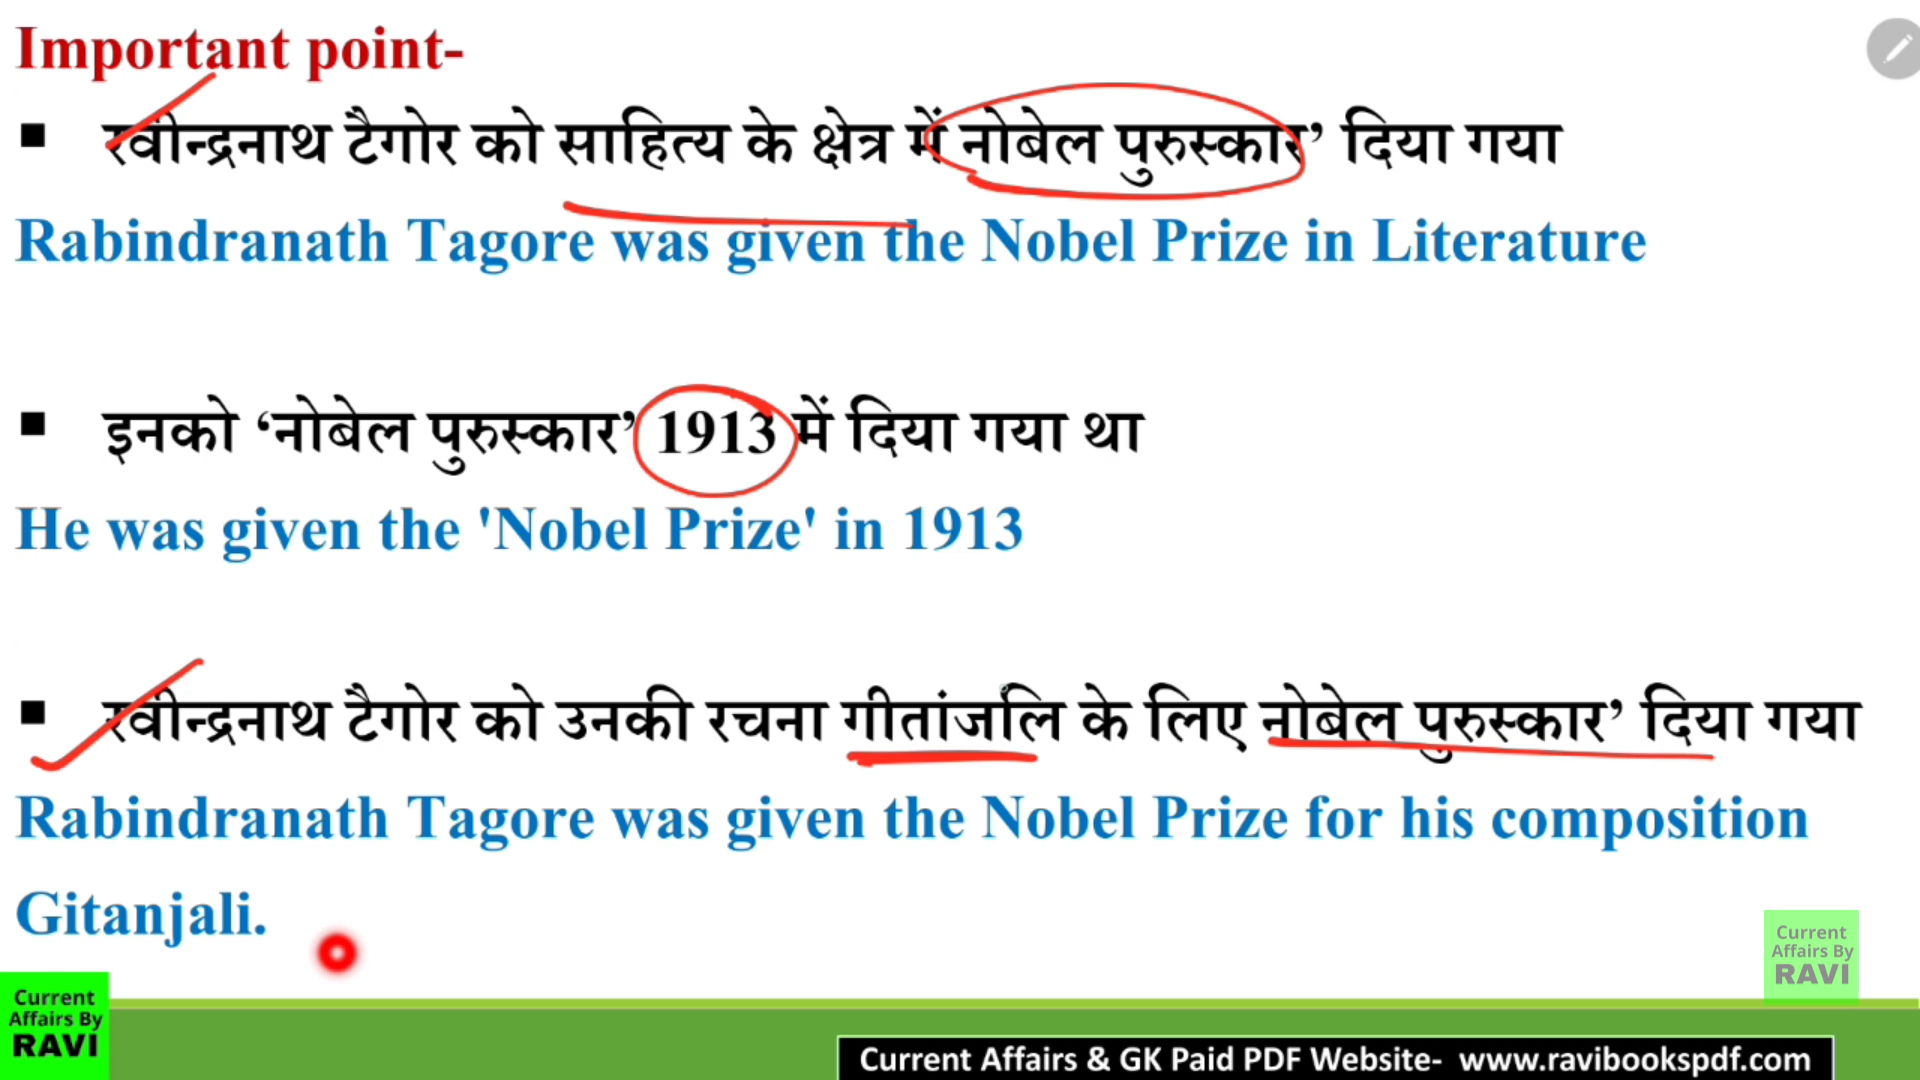 Important point-
▪ रवीन्द्रनाथ टैगोर को साहित्य के क्षेत्र में नोबेल पुरुस्कार’ दिया गया
Rabindranath Tagore was given the Nobel Prize in Literature
▪ इनको ‘नोबेल पुरुस्कार’ 1913 में दिया गया था
He was given the 'Nobel Prize' in 1913
▪ रवीन्द्रनाथ टैगोर को उनकी रचना गीतांजलि के लिए नोबेल पुरुस्कार’ दिया गया
Rabindranath Tagore was given the Nobel Prize for his composition
Gitanjali.
Current
Affairs By
RAVI
Current
Affairs By
RAVI
Current Affairs & GK Paid PDF Website- www.ravibookspdf.com